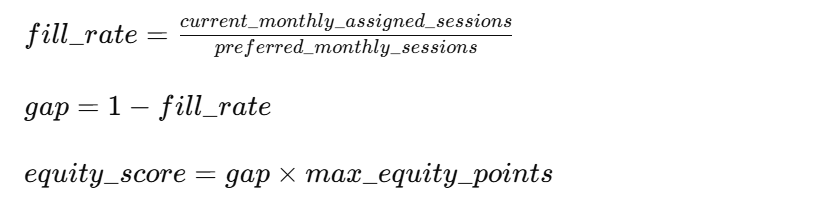 fill_rate = current_monthly_assigned_sessions / preferred_monthly_sessions
gap = 1 − fill_rate
equity_score = gap × max_equity_points